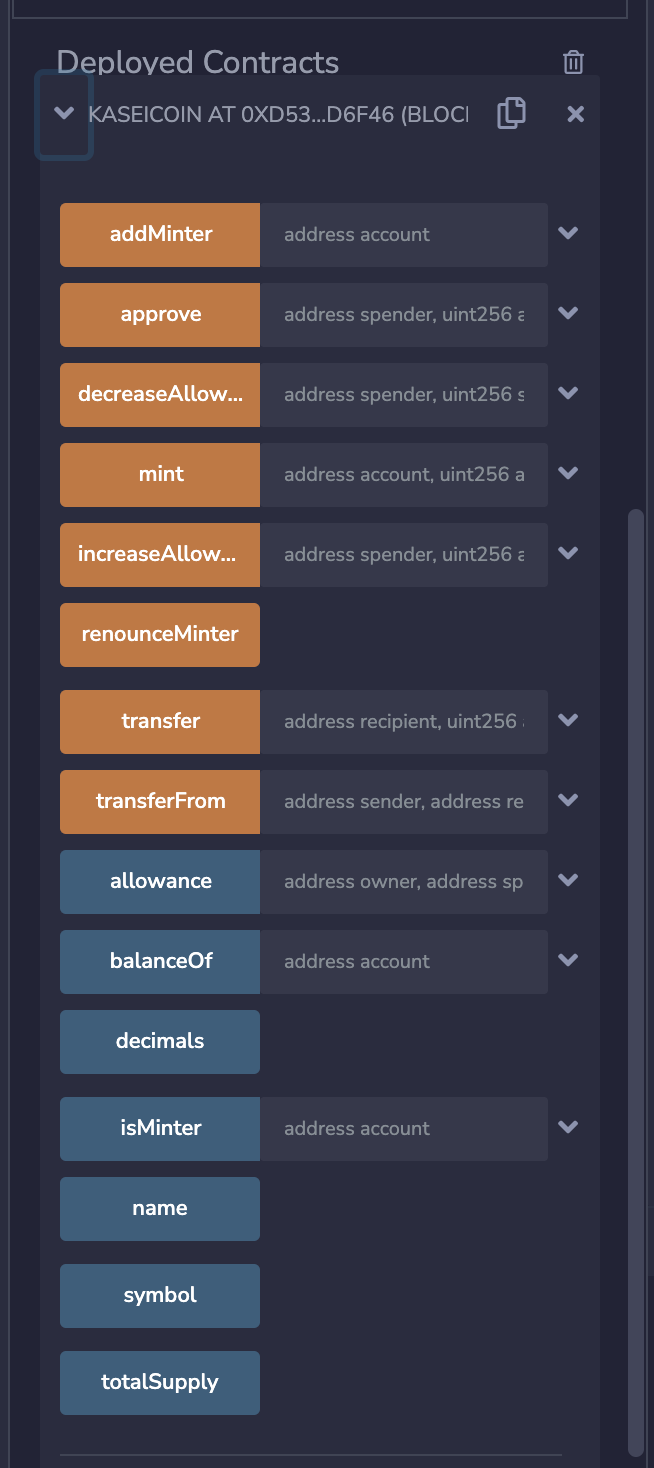 Deployed Contracts
KASEICOIN AT 0XD53...D6F46 (BLOCK
addMinter address account
approve address spender, uint256 a
decreaseAllow... address spender, uint256 s
mint address account, uint256 a
increaseAllow... address spender, uint256 a
renounceMinter
transfer address recipient, uint256
transferFrom address sender, address re
allowance address owner, address sp
balanceOf address account
decimals
isMinter address account
name
symbol
totalSupply